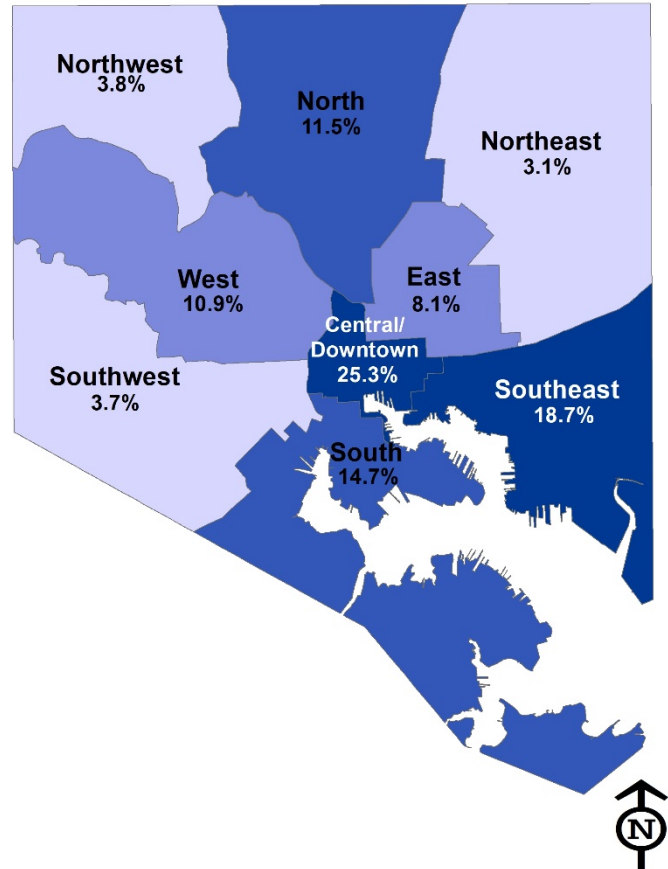 Northwest
3.8%
North
11.5%
Northeast
3.1%
West
10.9%
East
8.1%
Central/
Downtown
25.3%
Southwest
3.7%
Southeast
18.7%
South
14.7%
N